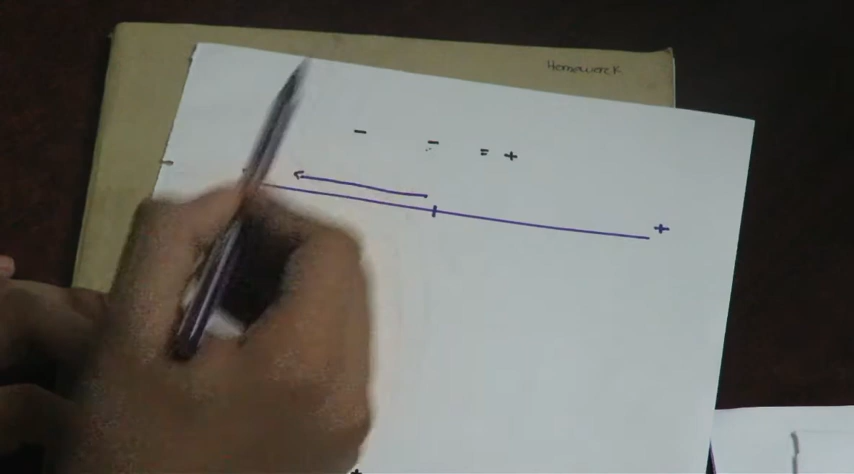 Homework
- - = +
+